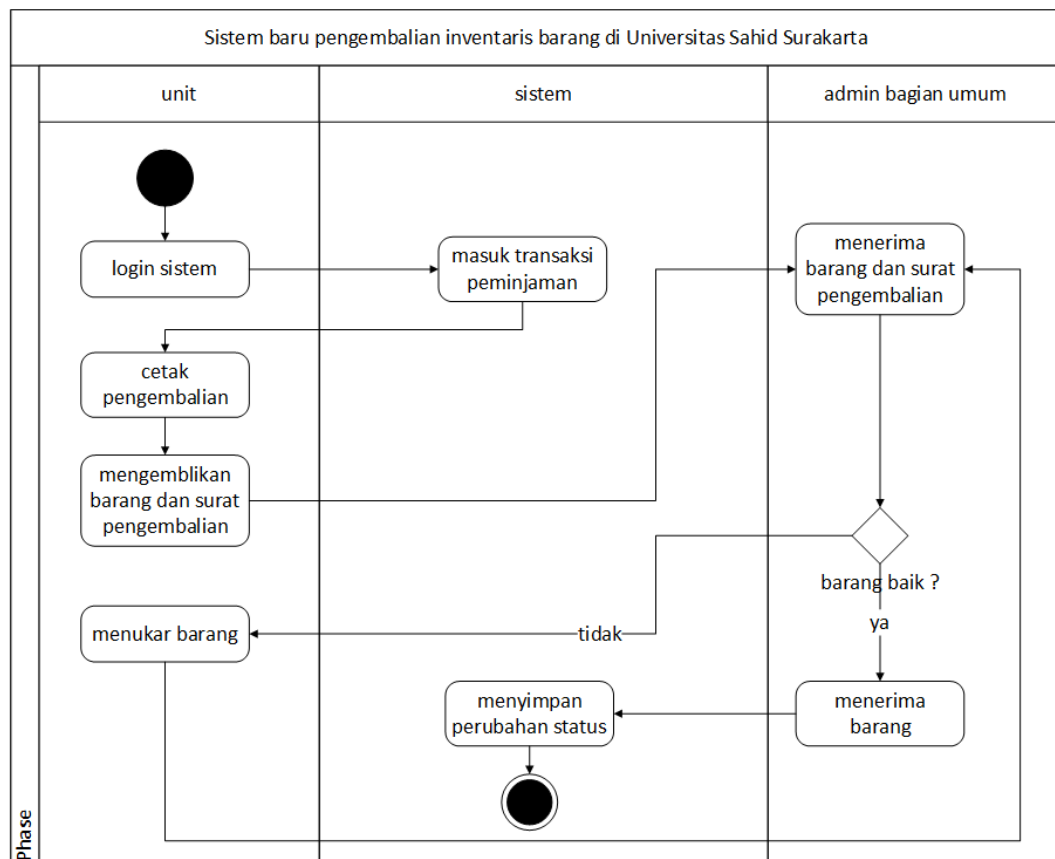 Sistem baru pengembalian inventaris barang di Universitas Sahid Surakarta
unit
sistem
admin bagian umum
login sistem
masuk transaksi
peminjaman
menerima
barang dan surat
pengembalian
cetak
pengembalian
mengemblikan
barang dan surat
pengembalian
barang baik ?
menukar barang
tidak
ya
menyimpan
perubahan status
menerima
barang
Phase